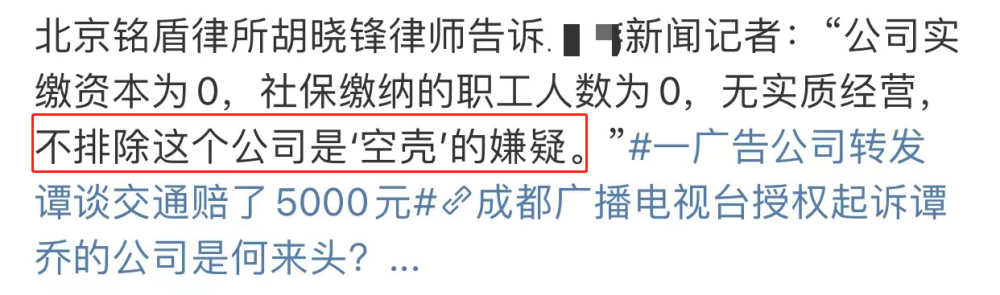 北京铭盾律所胡晓锋律师告诉新闻记者：“公司实
缴资本为0，社保缴纳的职工人数为0，无实质经营，
不排除这个公司是‘空壳’的嫌疑。”#一广告公司转发
谭谈交通赔了5000元#成都广播电视台授权起诉谭
乔的公司是何来头？...